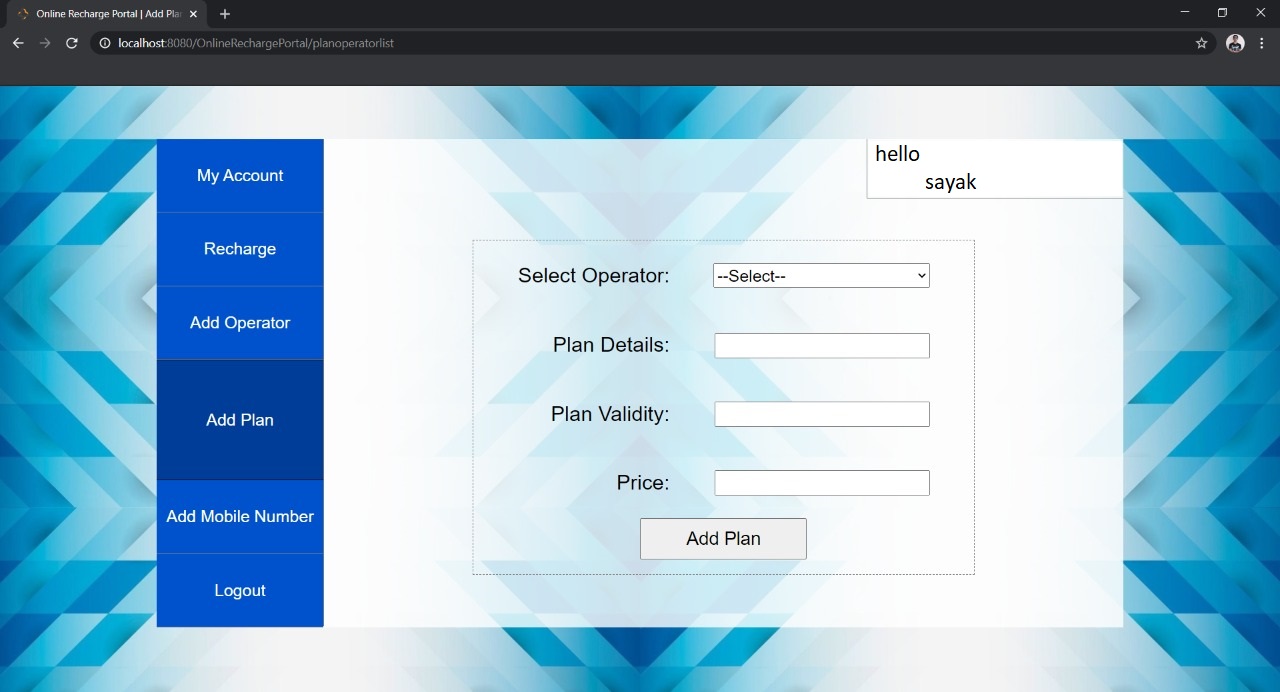 Online Recharge Portal | Add Pla
localhost:8080/OnlineRechargePortal/planoperatorlist
hello
sayak
My Account
Recharge
Add Operator
Add Plan
Add Mobile Number
Logout
Select Operator: --Select--
Plan Details:
Plan Validity:
Price:
Add Plan